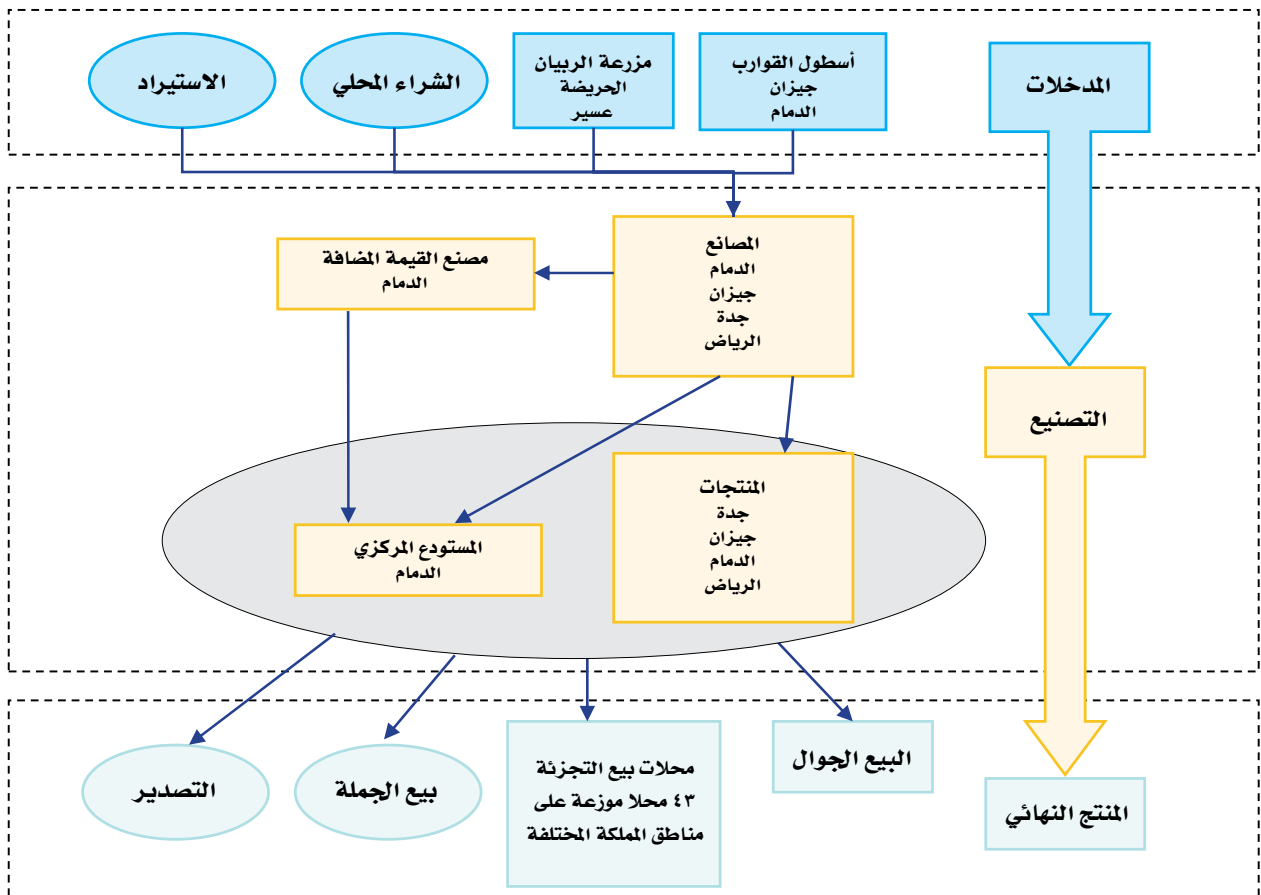 المدخلات
أسطول القوارب
جيزان
الدمام
مزرعة الربيان
الحريضة
عسير
الشراء المحلي
الاستيراد
المصانع
الدمام
جيزان
جدة
الرياض
مصنع القيمة المضافة
الدمام
التصنيع
المنتجات
جدة
جيزان
الدمام
الرياض
المستودع المركزي
الدمام
المنتج النهائي
البيع الجوال
محلات بيع التجزئة
٤٣ محلا موزعة على
مناطق المملكة المختلفة
بيع الجملة
التصدير